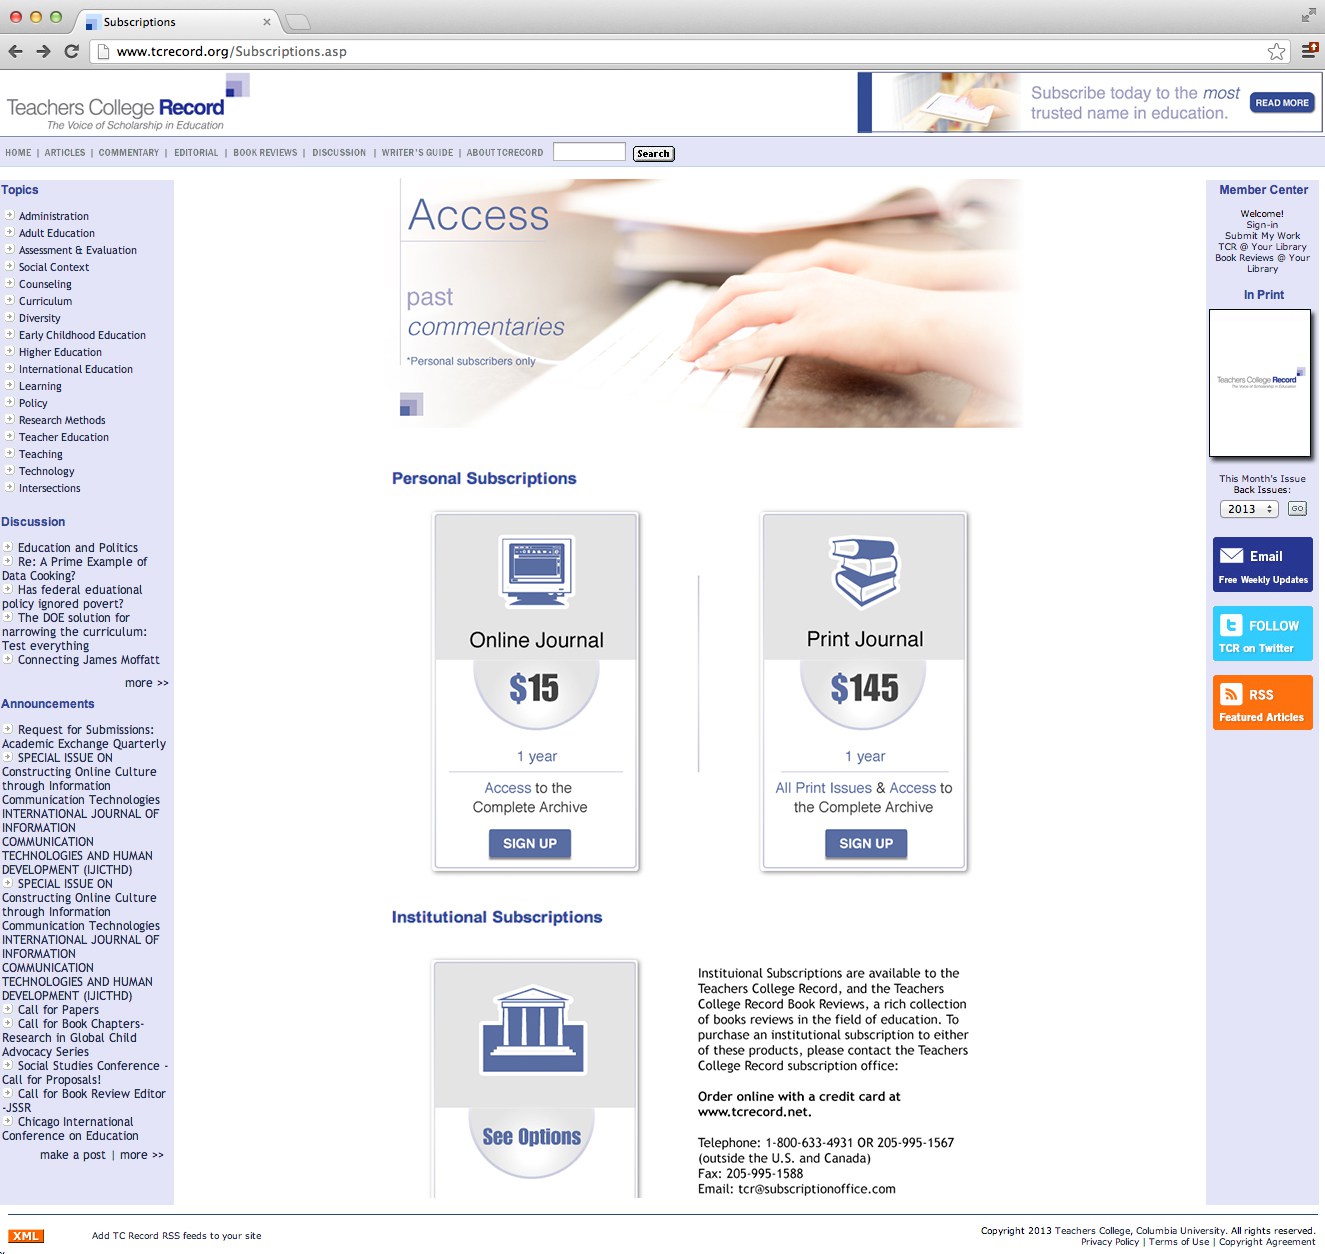 Subscriptions
www.tcrecord.org/Subscriptions.asp
Teachers College Record
The Voice of Scholarship in Education
Subscribe today to the most
trusted name in education.
READ MORE
HOME | ARTICLES | COMMENTARY | EDITORIAL | BOOK REVIEWS | DISCUSSION | WRITER'S GUIDE | ABOUT TCRECORD
Search
Topics
Administration
Adult Education
Assessment & Evaluation
Social Context
Counseling
Curriculum
Diversity
Early Childhood Education
Higher Education
International Education
Learning
Policy
Research Methods
Teacher Education
Teaching
Technology
Intersections
Discussion
Education and Politics
Re: A Prime Example of
Data Cooking?
Has federal eduational
policy ignored povert?
The DOE solution for
narrowing the curriculum:
Test everything
Connecting James Moffatt
more >>
Announcements
Request for Submissions:
Academic Exchange Quarterly
SPECIAL ISSUE ON
Constructing Online Culture
through Information
Communication Technologies
INTERNATIONAL JOURNAL OF
INFORMATION
COMMUNICATION
TECHNOLOGIES AND HUMAN
DEVELOPMENT (IJICTHD)
SPECIAL ISSUE ON
Constructing Online Culture
through Information
Communication Technologies
INTERNATIONAL JOURNAL OF
INFORMATION
COMMUNICATION
TECHNOLOGIES AND HUMAN
DEVELOPMENT (IJICTHD)
Call for Papers
Call for Book Chapters-
Research in Global Child
Advocacy Series
Social Studies Conference -
Call for Proposals!
Call for Book Review Editor
-JSSR
Chicago International
Conference on Education
make a post | more >>
Access
past
commentaries
*Personal subscribers only
Personal Subscriptions
Online Journal
$15
1 year
Access to the
Complete Archive
SIGN UP
Print Journal
$145
1 year
All Print Issues & Access to
the Complete Archive
SIGN UP
Institutional Subscriptions
See Options
Instituional Subscriptions are available to the
Teachers College Record, and the Teachers
College Record Book Reviews, a rich collection
of books reviews in the field of education. To
purchase an institutional subscription to either
of these products, please contact the Teachers
College Record subscription office:
Order online with a credit card at
www.tcrecord.net.
Telephone: 1-800-633-4931 OR 205-995-1567
(outside the U.S. and Canada)
Fax: 205-995-1588
Email: tcr@subscriptionoffice.com
Member Center
Welcome!
Sign-in
Submit My Work
TCR @ Your Library
Book Reviews @ Your
Library
In Print
Teachers College Record
The Voice of Scholarship in Education
This Month's Issue
Back Issues:
2013
GO
Email
Free Weekly Updates
FOLLOW
TCR on Twitter
RSS
Featured Articles
XML
Add TC Record RSS feeds to your site
Copyright 2013 Teachers College, Columbia University. All rights reserved.
Privacy Policy | Terms of Use | Copyright Agreement